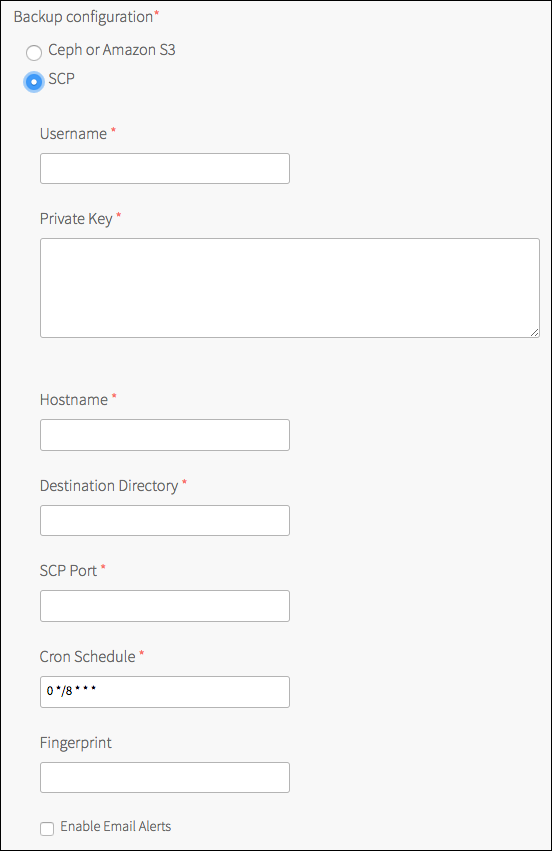 Backup configuration*
Ceph or Amazon S3
SCP
Username *
Private Key *
Hostname *
Destination Directory *
SCP Port *
Cron Schedule *
0 */8 * * *
Fingerprint
Enable Email Alerts